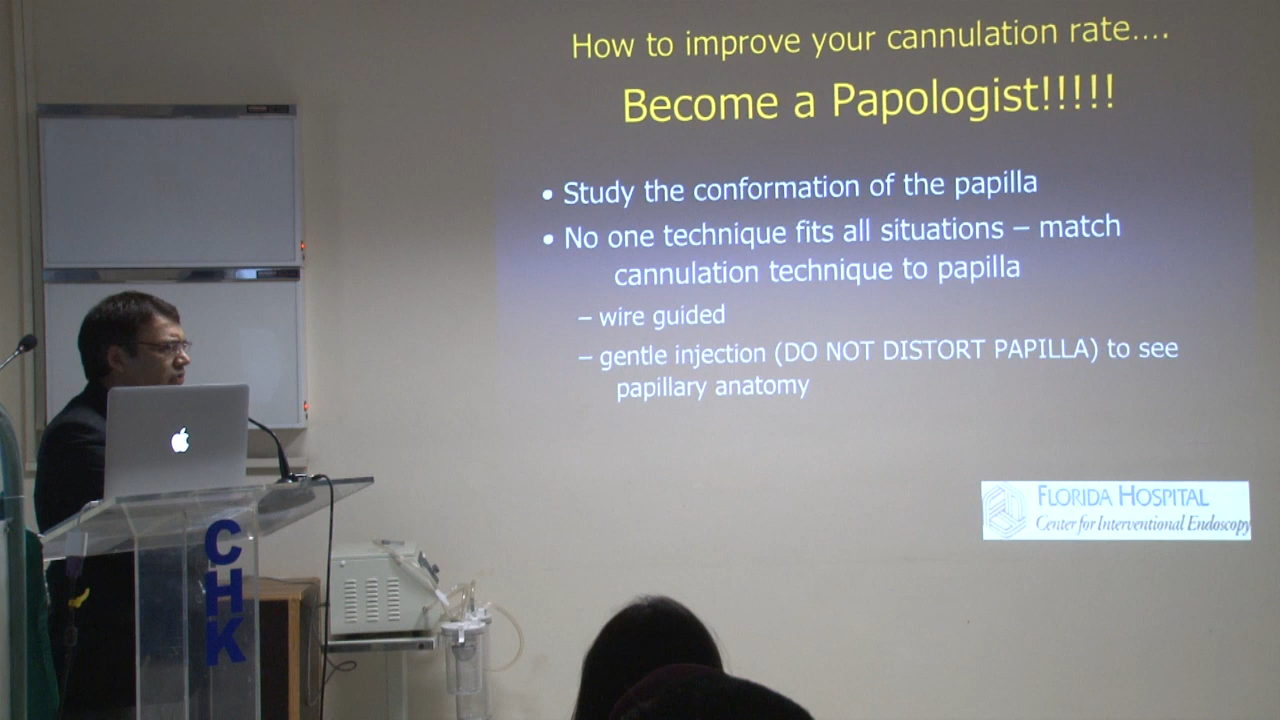 How to improve your cannulation rate....
Become a Papologist!!!!!
• Study the conformation of the papilla
• No one technique fits all situations – match
cannulation technique to papilla
– wire guided
– gentle injection (DO NOT DISTORT PAPILLA) to see
papillary anatomy
FLORIDA HOSPITAL
Center for Interventional Endoscopy
CHK